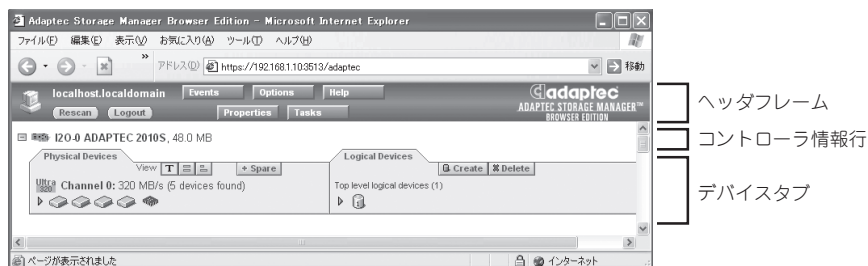 Adaptec Storage Manager Browser Edition - Microsoft Internet Explorer
ファイル(F) 編集(E) 表示(V) お気に入り(A) ツール(T) ヘルプ(H)
アドレス(D) https://192.168.1.10:3513/adaptec 移動
localhost.localdomain Events Options Help
Rescan Logout Properties Tasks
adaptec
ADAPTEC STORAGE MANAGER™
BROWSER EDITION
ヘッダフレーム
I2O-0 ADAPTEC 2010S, 48.0 MB
コントローラ情報行
Physical Devices
View T + Spare
Ultra 320 Channel 0: 320 MB/s (5 devices found)
Logical Devices
Create Delete
Top level logical devices (1)
デバイスタブ
ページが表示されました インターネット